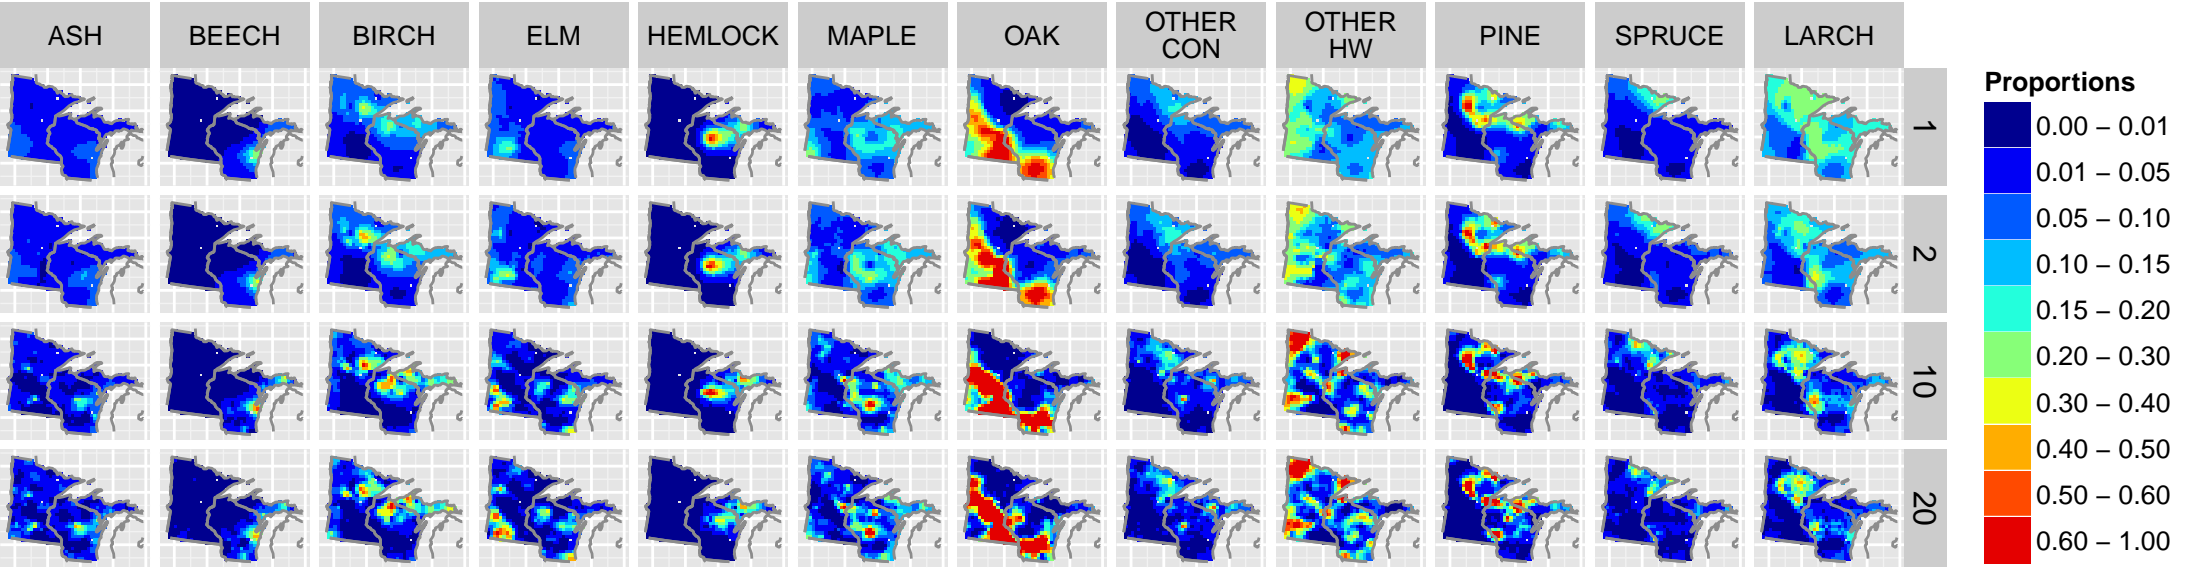 ASH
BEECH
BIRCH
ELM
HEMLOCK
MAPLE
OAK
OTHER
CON
OTHER
HW
PINE
SPRUCE
LARCH
1
2
10
20
Proportions
0.00 – 0.01
0.01 – 0.05
0.05 – 0.10
0.10 – 0.15
0.15 – 0.20
0.20 – 0.30
0.30 – 0.40
0.40 – 0.50
0.50 – 0.60
0.60 – 1.00